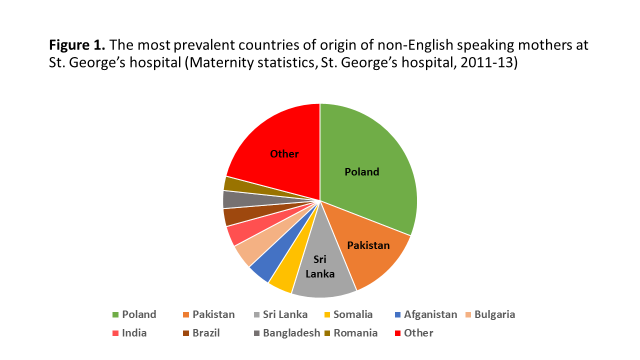 Figure 1. The most prevalent countries of origin of non-English speaking mothers at
St. George’s hospital (Maternity statistics, St. George’s hospital, 2011-13)
Other
Poland
Pakistan
Sri
Lanka
Poland Pakistan Sri Lanka Somalia Afganistan Bulgaria
India Brazil Bangladesh Romania Other